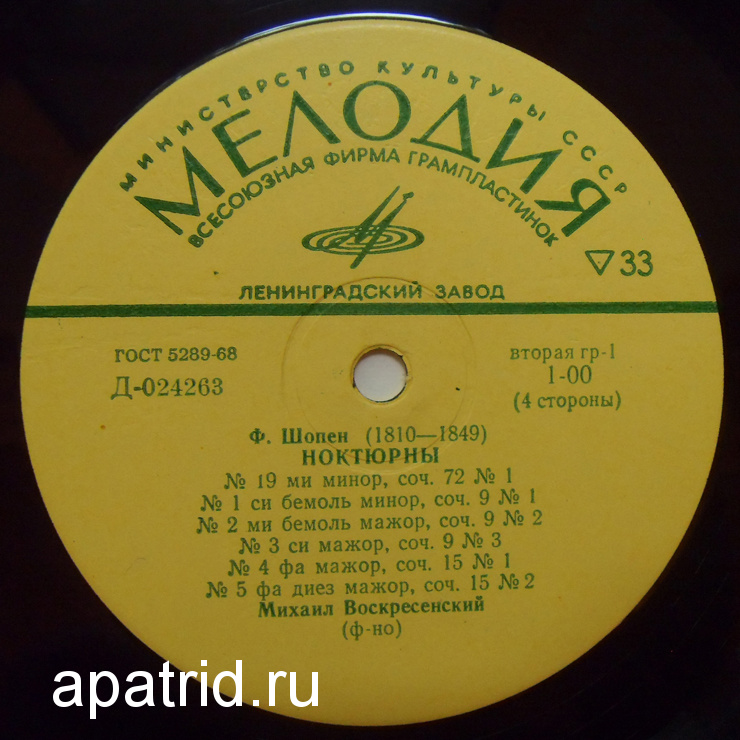 МИНИСТЕРСТВО КУЛЬТУРЫ СССР
МЕЛОДИЯ
ВСЕСОЮЗНАЯ ФИРМА ГРАМПЛАСТИНОК
33
ЛЕНИНГРАДСКИЙ ЗАВОД
ГОСТ 5289-68
Д-024263
вторая гр-1
1-00
(4 стороны)
Ф. Шопен (1810—1849)
НОКТЮРНЫ
№ 19 ми минор, соч. 72 № 1
№ 1 си бемоль минор, соч. 9 № 1
№ 2 ми бемоль мажор, соч. 9 № 2
№ 3 си мажор, соч. 9 № 3
№ 4 фа мажор, соч. 15 № 1
№ 5 фа диез мажор, соч. 15 № 2
Михаил Воскресенский
(ф-но)
apatrid.ru